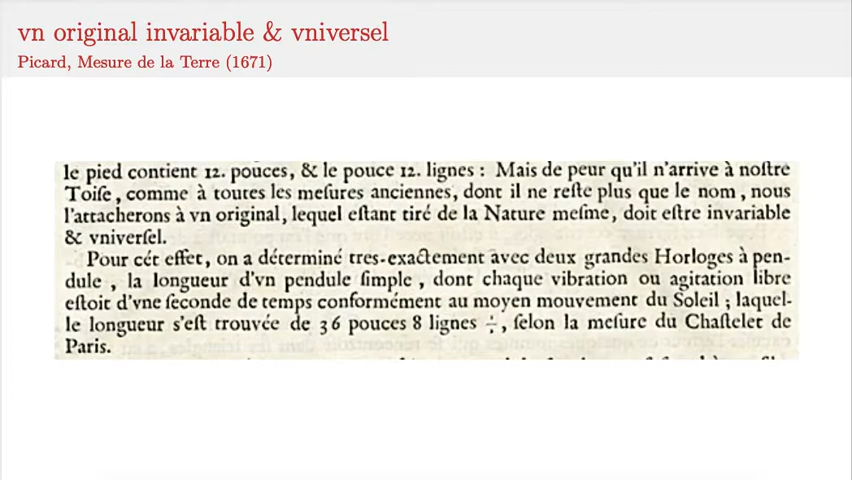 vn original invariable & vniversel
Picard, Mesure de la Terre (1671)
le pied contient 12. pouces, & le pouce 12. lignes : Mais de peur qu'il n'arrive à noſtre
Toiſe, comme à toutes les meſures anciennes, dont il ne reſte plus que le nom, nous
l'attacherons à vn original, lequel eſtant tiré de la Nature meſme, doit eſtre invariable
& vniverſel.
Pour cét effet, on a déterminé tres-exactement avec deux grandes Horloges à pen-
dule, la longueur d'vn pendule ſimple, dont chaque vibration ou agitation libre
eſtoit d'vne ſeconde de temps conformément au moyen mouvement du Soleil ; laquel-
le longueur s'eſt trouvée de 36 pouces 8 lignes, ſelon la meſure du Chaſtelet de
Paris.